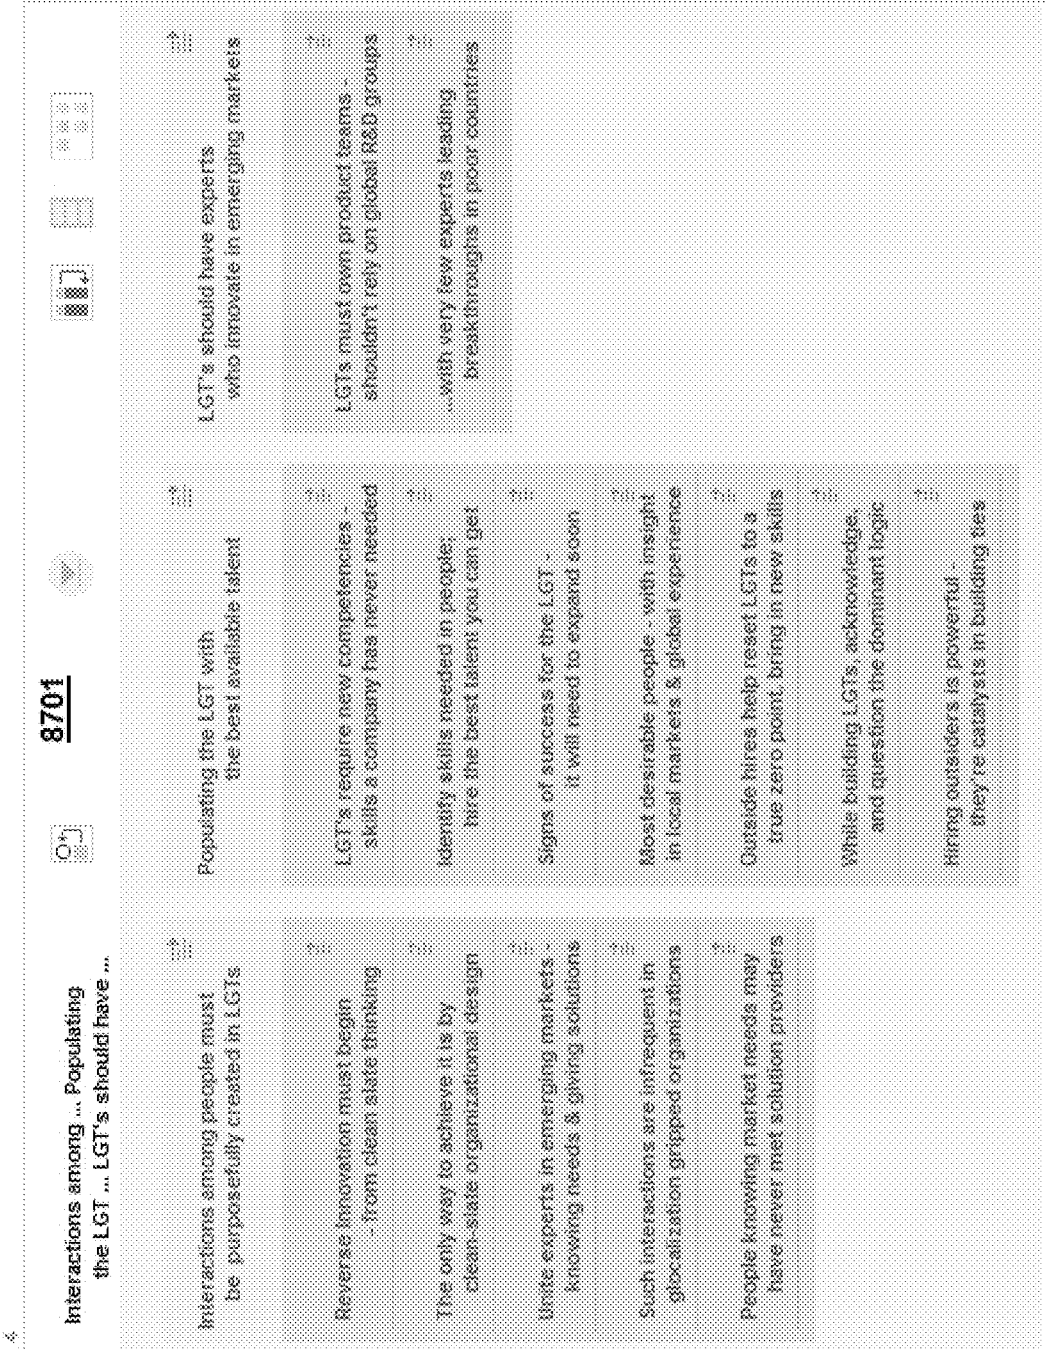 Interactions among ... Populating
the LGT ... LGT's should have ...
8701
Interactions among people must
be purposefully created in LGTs
Reverse Innovation must begin
- from clean slate thinking
The only way to achieve it is by
clean-slate organizational design
Unite experts in emerging markets -
knowing needs & giving solutions
Such interactions are infrequent in
glocalization gripped organizations
People knowing market needs may
have never met solution providers
Populating the LGT with
the best available talent
LGT's require new competencies -
skills a company has never needed
Identify skills needed in people;
hire the best talent you can get
Signs of success for the LGT -
it will need to expand soon
Most desirable people - with insight
in local markets & global experience
Outside hires help reset LGTs to a
true zero point, bring in new skills
While building LGTs, acknowledge,
and question the dominant logic
Hiring outsiders is powerful -
they're catalysts in building ties
LGT's should have experts
who innovate in emerging markets
LGTs must own product teams -
shouldn't rely on global R&D groups
...with very few experts leading
breakthroughs in poor countries